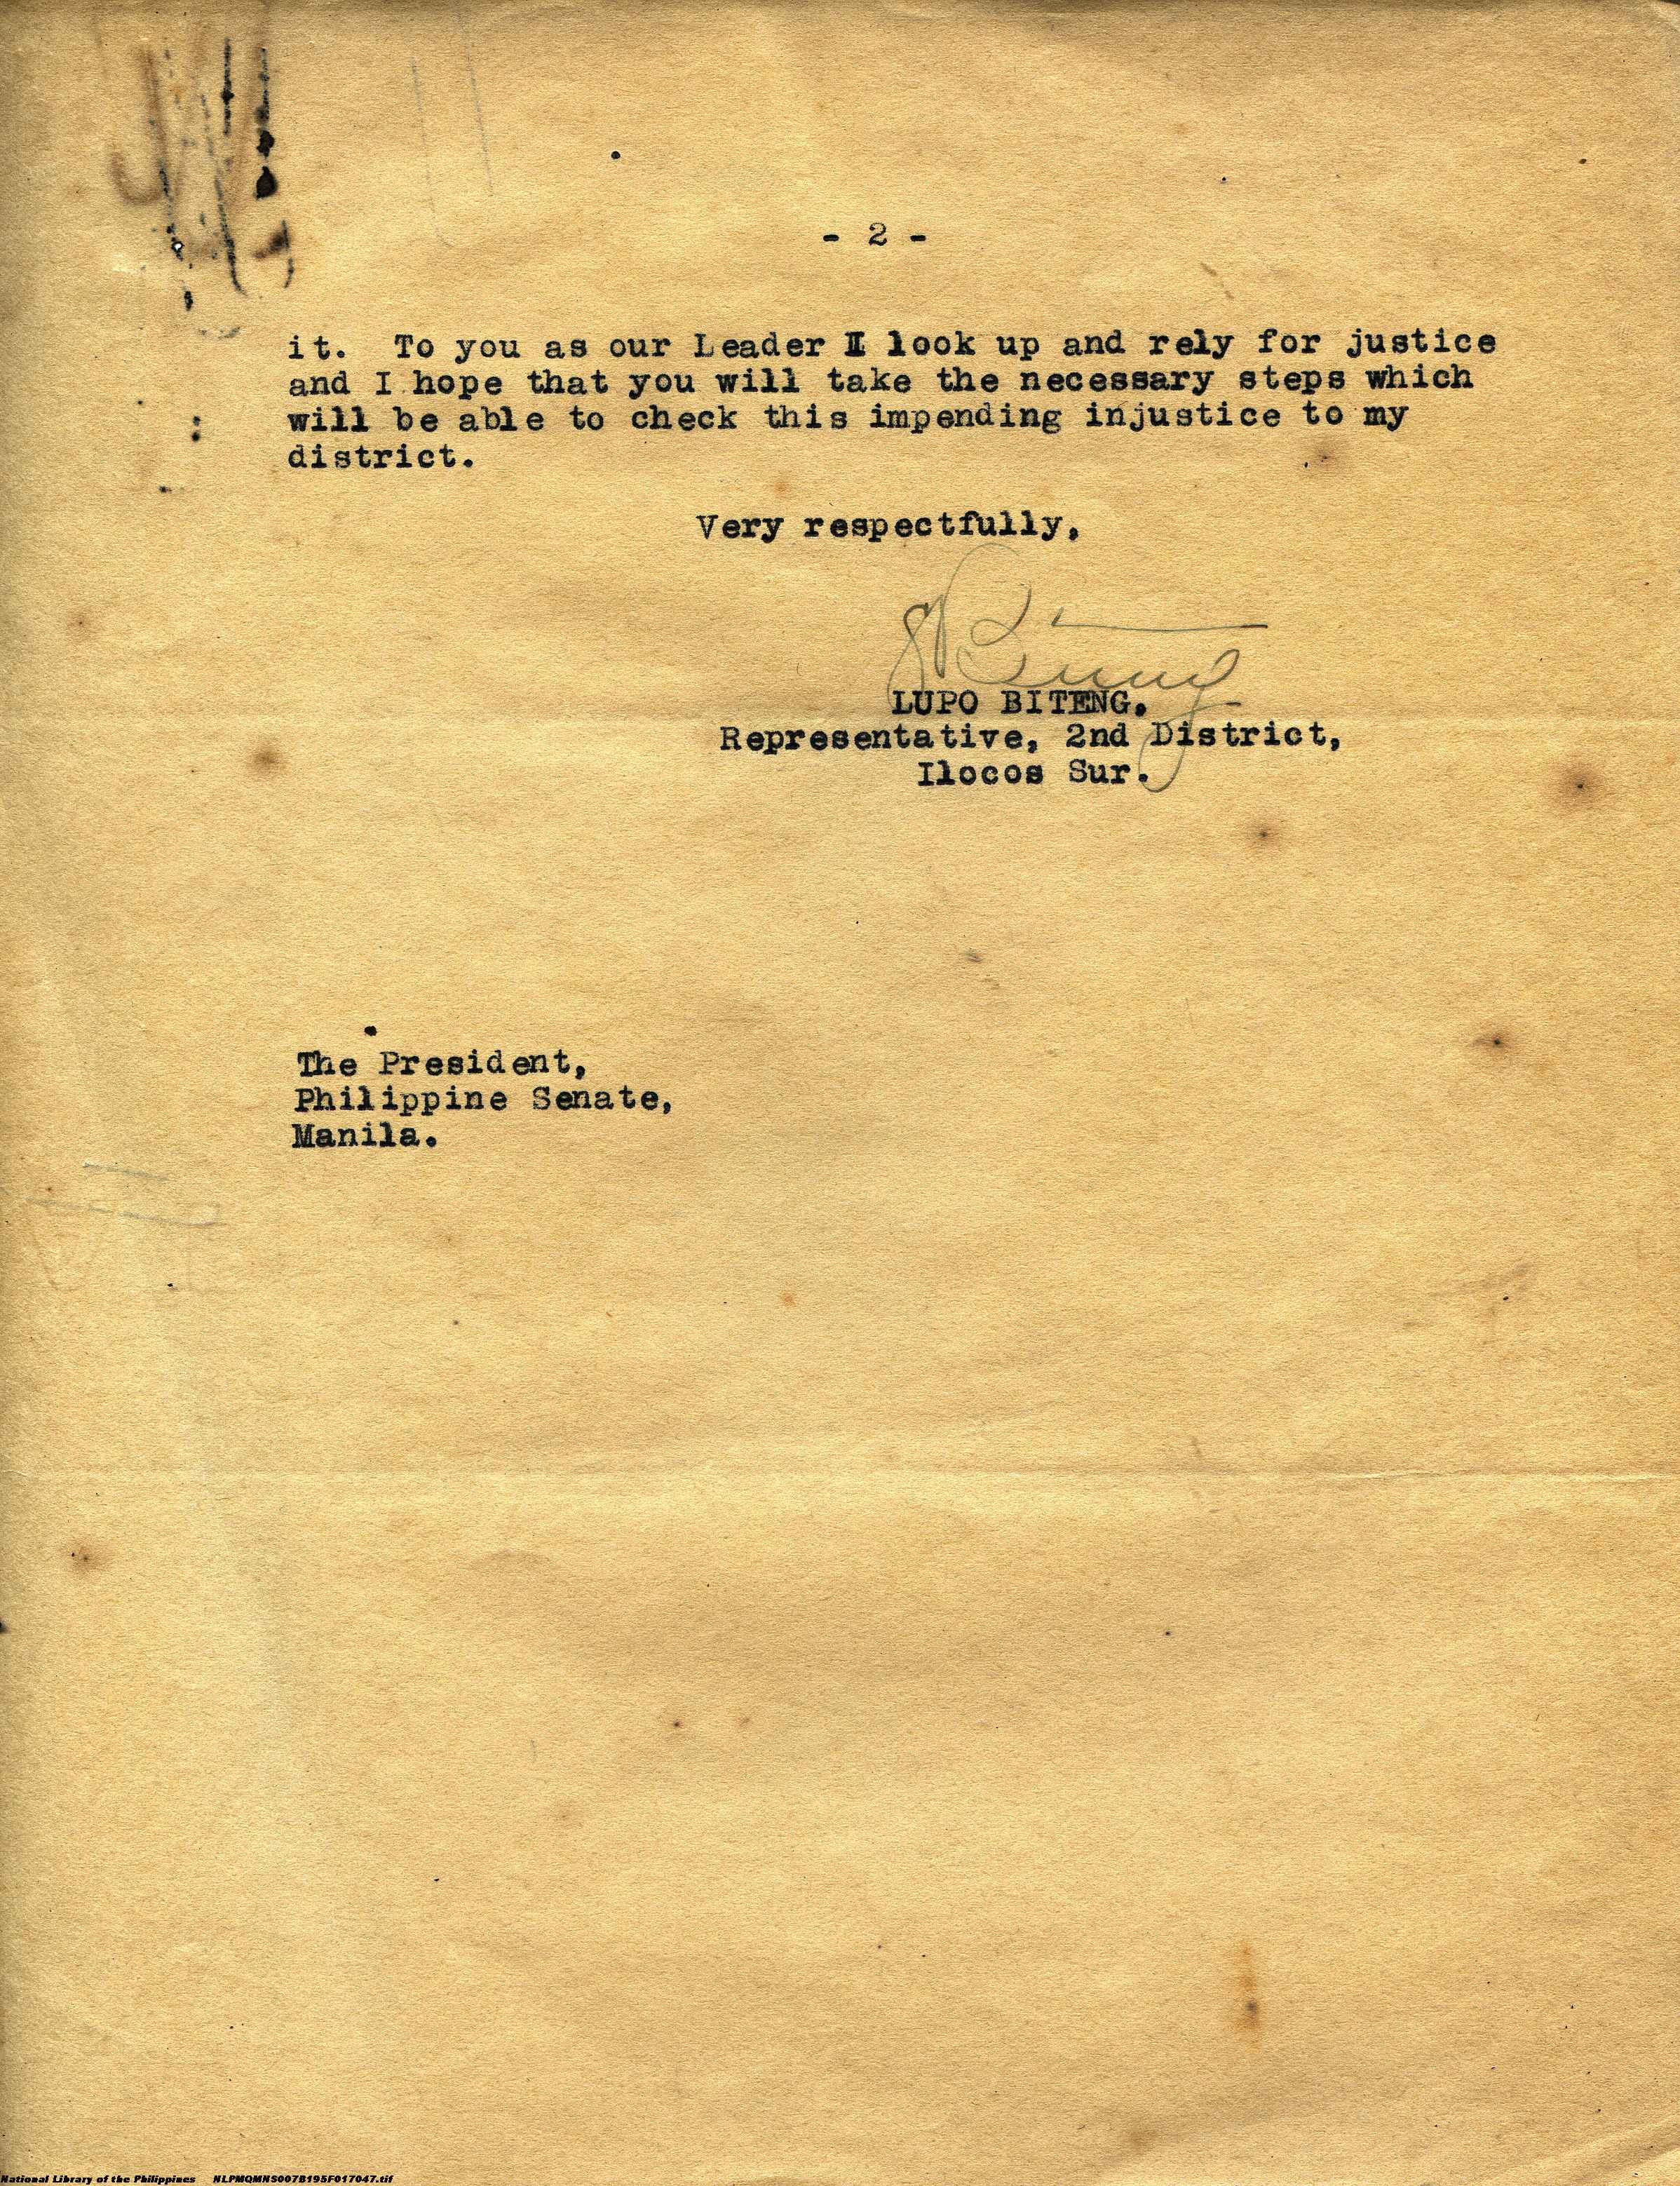 - 2 -
it. To you as our Leader I look up and rely for justice
and I hope that you will take the necessary steps which
will be able to check this impending injustice to my
district.
Very respectfully,
LUPO BITENG.
Representative, 2nd District,
Ilocos Sur.
The President,
Philippine Senate,
Manila.
National Library of the Philippines NLPMQMNS007B195F017047.tif